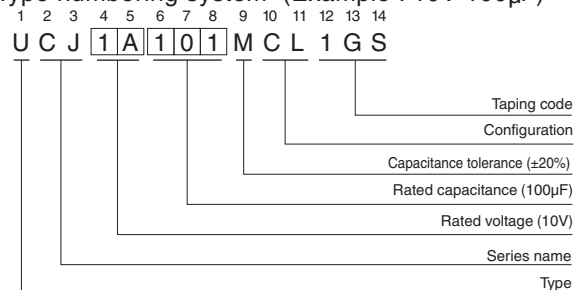 Type numbering system (Example : 10V 100µF)
1 2 3 4 5 6 7 8 9 10 11 12 13 14
U C J 1 A 1 0 1 M C L 1 G S
Taping code
Configuration
Capacitance tolerance (±20%)
Rated capacitance (100µF)
Rated voltage (10V)
Series name
Type